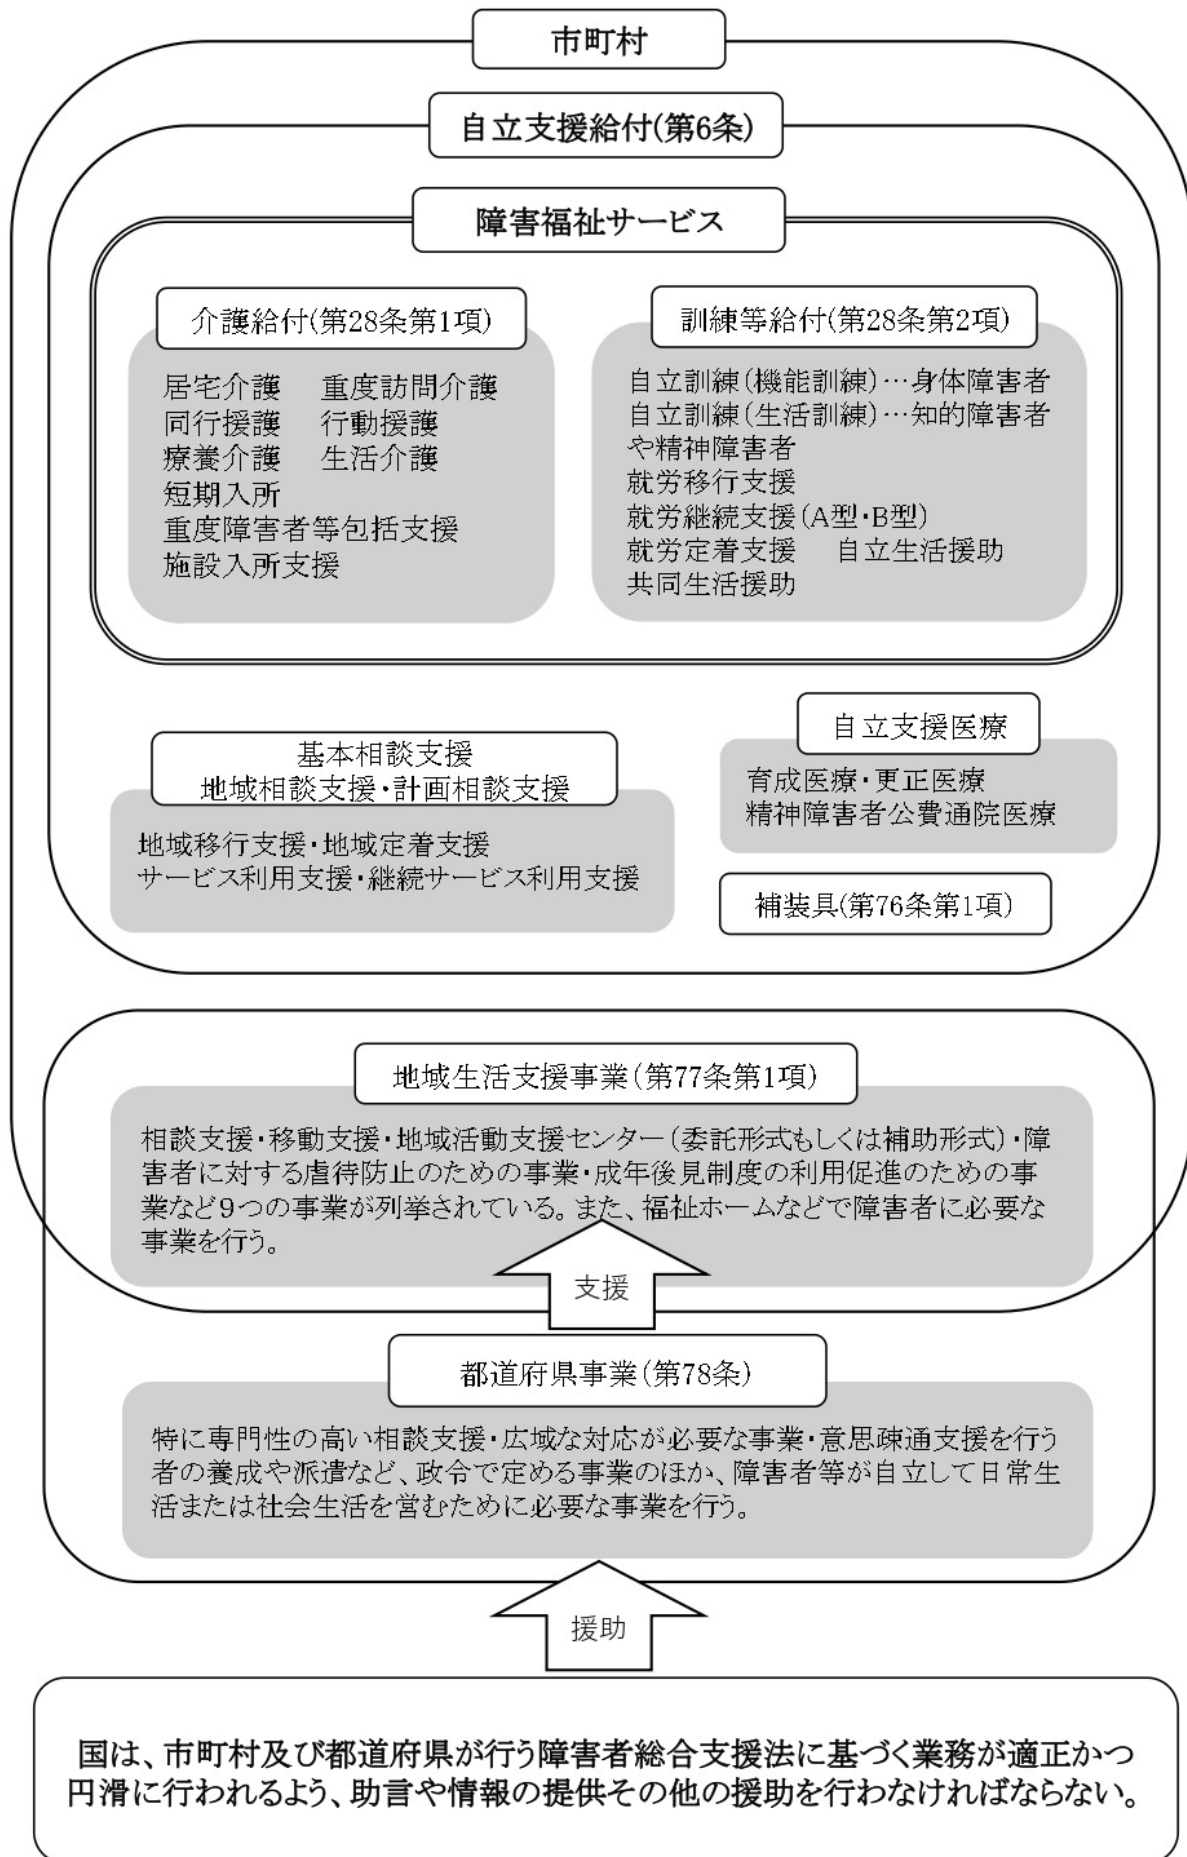 市町村
自立支援給付(第6条)
障害福祉サービス
介護給付(第28条第1項)
居宅介護　重度訪問介護
同行援護　行動援護
療養介護　生活介護
短期入所
重度障害者等包括支援
施設入所支援
訓練等給付(第28条第2項)
自立訓練(機能訓練)…身体障害者
自立訓練(生活訓練)…知的障害者
や精神障害者
就労移行支援
就労継続支援(A型・B型)
就労定着支援　自立生活援助
共同生活援助
基本相談支援
地域相談支援・計画相談支援
地域移行支援・地域定着支援
サービス利用支援・継続サービス利用支援
自立支援医療
育成医療・更正医療
精神障害者公費通院医療
補装具(第76条第1項)
地域生活支援事業(第77条第1項)
相談支援・移動支援・地域活動支援センター(委託形式もしくは補助形式)・障
害者に対する虐待防止のための事業・成年後見制度の利用促進のための事
業など9つの事業が列挙されている。また、福祉ホームなどで障害者に必要な
事業を行う。
支援
都道府県事業(第78条)
特に専門性の高い相談支援・広域な対応が必要な事業・意思疎通支援を行う
者の養成や派遣など、政令で定める事業のほか、障害者等が自立して日常生
活または社会生活を営むために必要な事業を行う。
援助
国は、市町村及び都道府県が行う障害者総合支援法に基づく業務が適正かつ
円滑に行われるよう、助言や情報の提供その他の援助を行わなければならない。